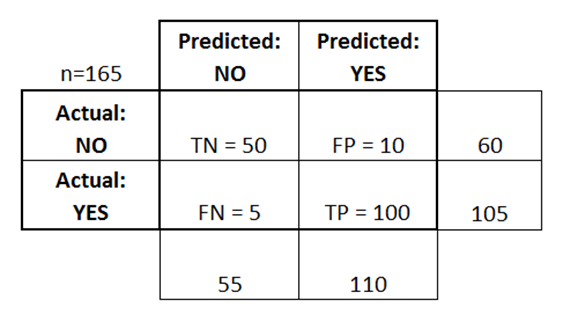 Predicted: Predicted:
n=165 NO YES
Actual:
NO TN = 50 FP = 10 60
Actual:
YES FN = 5 TP = 100 105
55 110